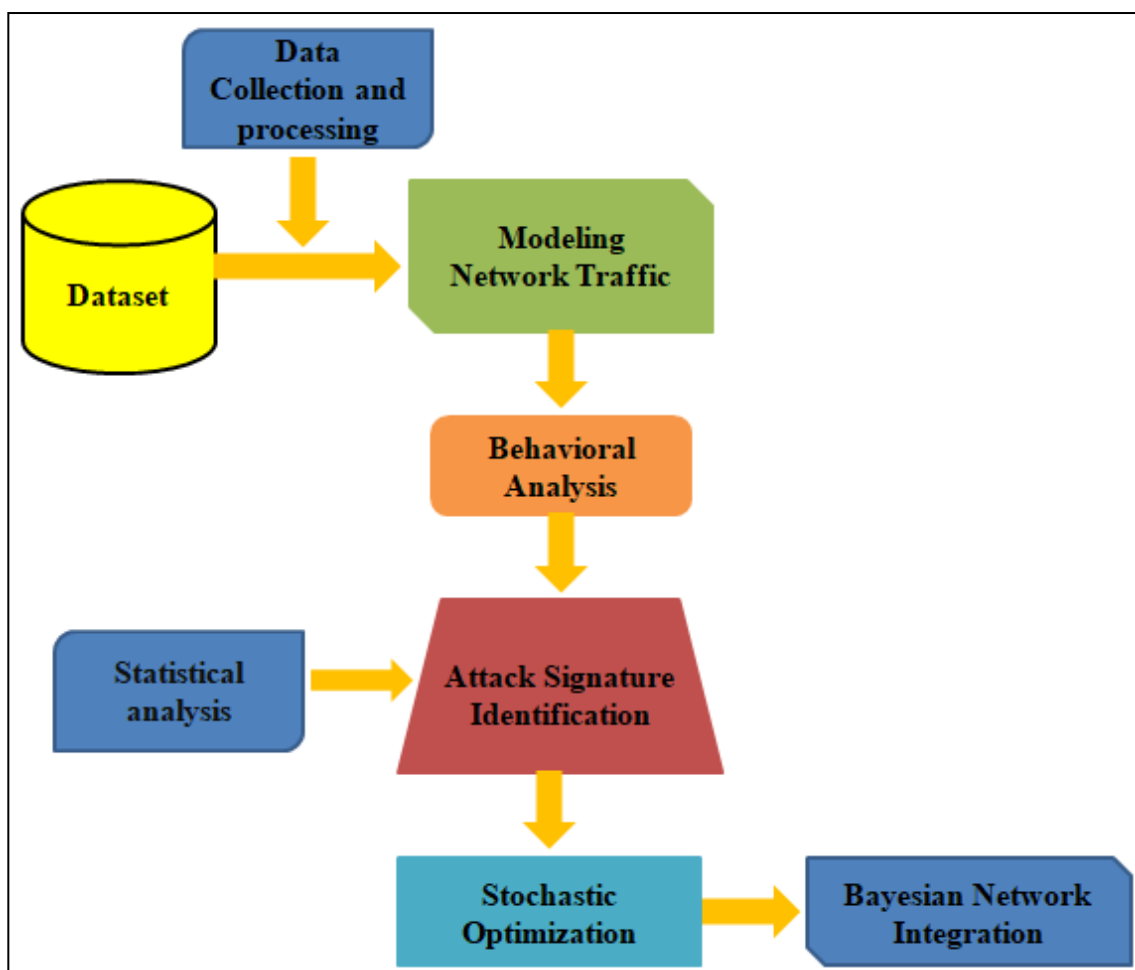 Data
Collection and
processing
Dataset
Modeling
Network Traffic
Behavioral
Analysis
Statistical
analysis
Attack Signature
Identification
Stochastic
Optimization
Bayesian Network
Integration